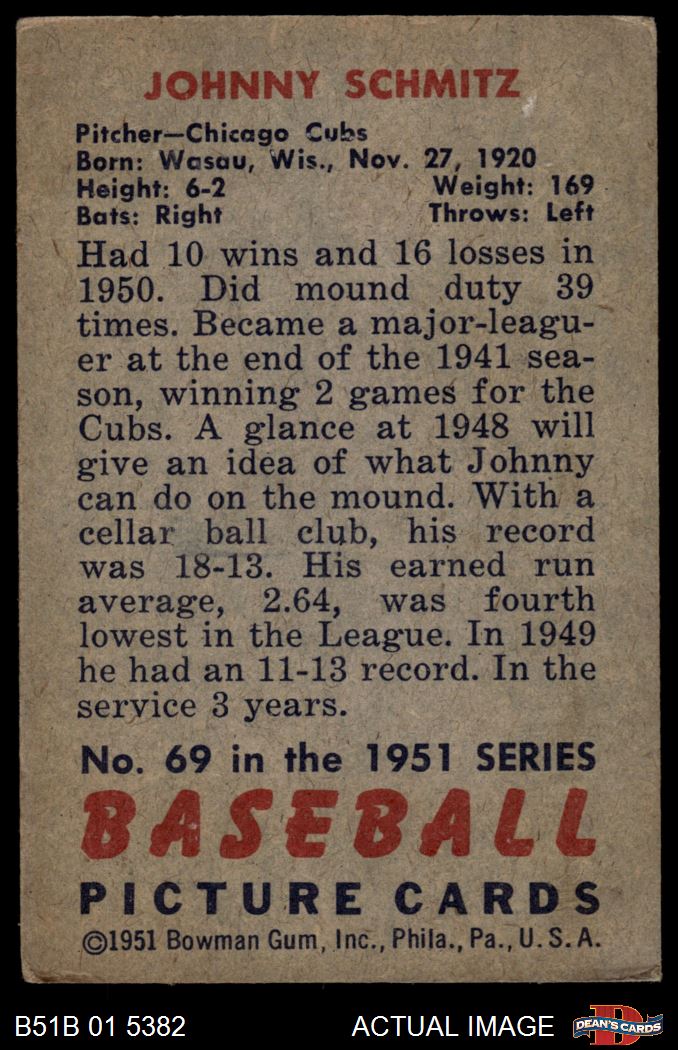 JOHNNY SCHMITZ
Pitcher—Chicago Cubs
Born: Wasau, Wis., Nov. 27, 1920
Height: 6-2 Weight: 169
Bats: Right Throws: Left
Had 10 wins and 16 losses in
1950. Did mound duty 39
times. Became a major-leagu-
er at the end of the 1941 sea-
son, winning 2 games for the
Cubs. A glance at 1948 will
give an idea of what Johnny
can do on the mound. With a
cellar ball club, his record
was 18-13. His earned run
average, 2.64, was fourth
lowest in the League. In 1949
he had an 11-13 record. In the
service 3 years.
No. 69 in the 1951 SERIES
BASEBALL
PICTURE CARDS
©1951 Bowman Gum, Inc., Phila., Pa., U.S.A.
B51B 01 5382 ACTUAL IMAGE D DEAN'S CARDS